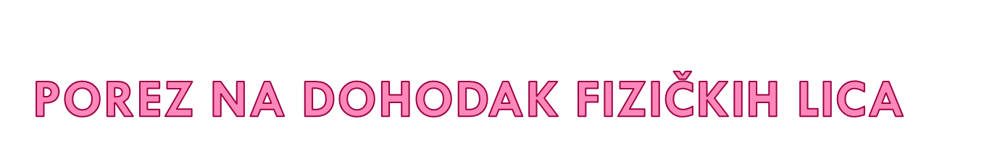 POREZ NA DOHODAK FIZIČKIH LICA